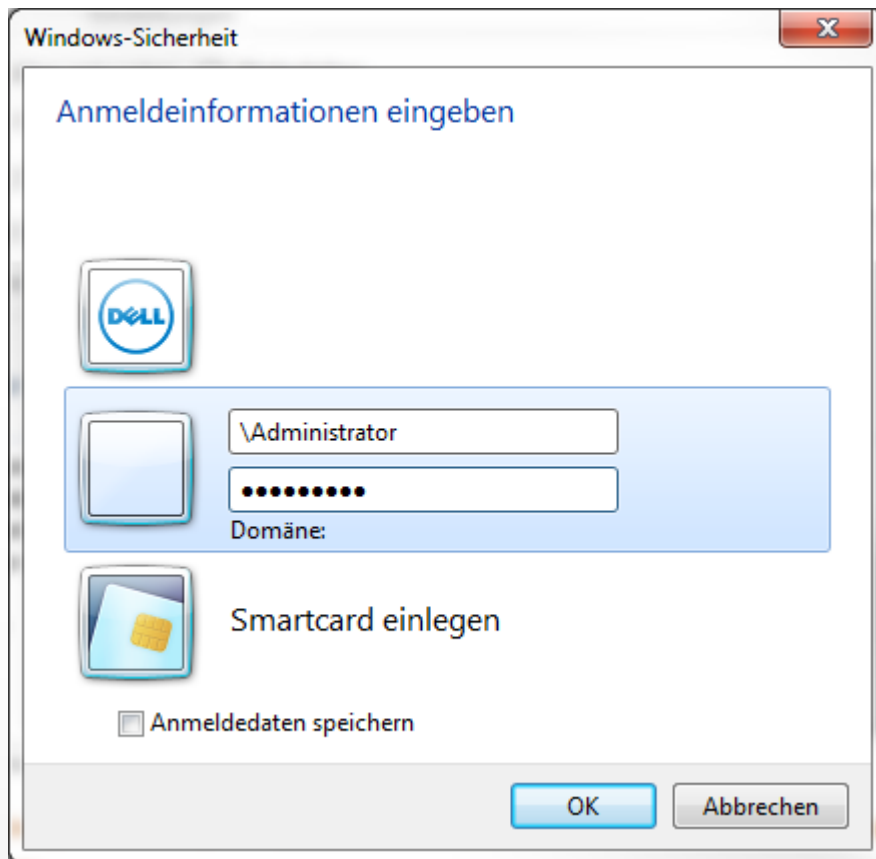 Windows-Sicherheit
Anmeldeinformationen eingeben
DELL
\Administrator
●●●●●●●●●
Domäne:
Smartcard einlegen
Anmeldedaten speichern
OK
Abbrechen